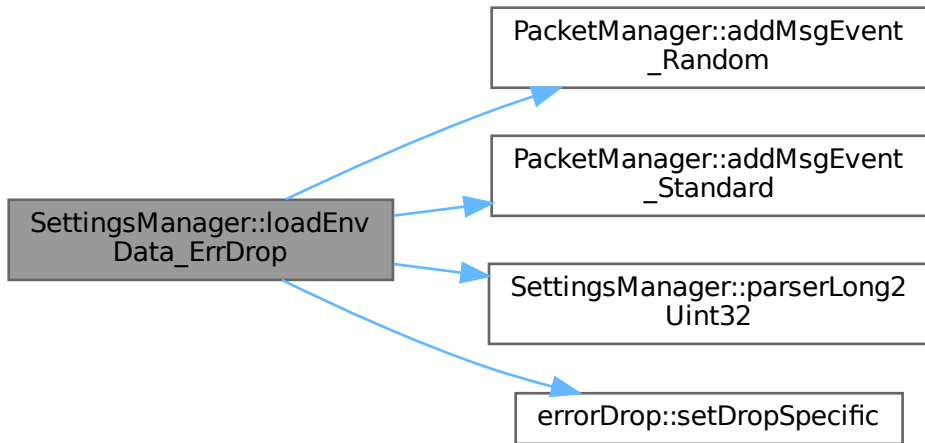 PacketManager::addMsgEvent
_Random
PacketManager::addMsgEvent
_Standard
SettingsManager::loadEnv
Data_ErrDrop
SettingsManager::parserLong2
Uint32
errorDrop::setDropSpecific